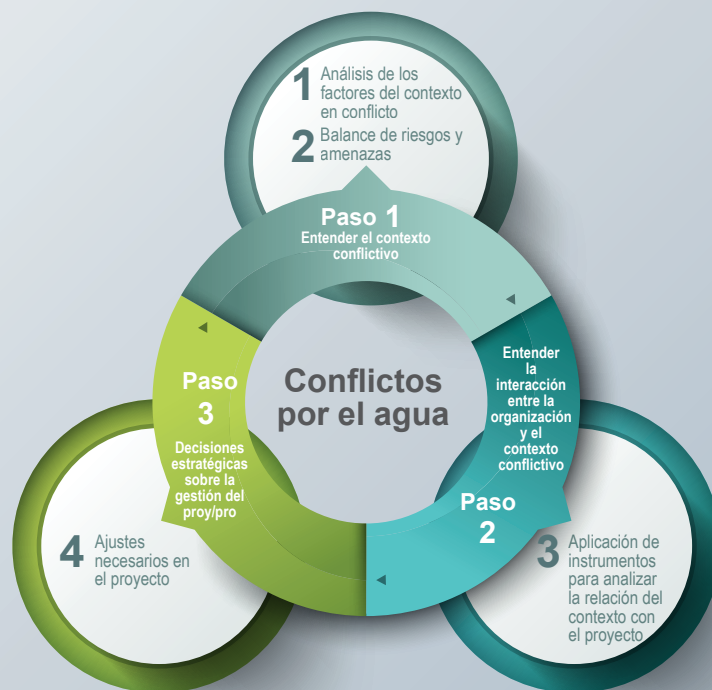 1 Análisis de los
factores del contexto
en conflicto
2 Balance de riesgos y
amenazas
Paso 1
Entender el contexto
conflictivo
Conflictos
por el agua
Entender
la
interacción
entre la
organización
y el
contexto
conflictivo
Paso
2
3 Aplicación de
instrumentos
para analizar
la relación del
contexto con
el proyecto
Paso
3
Decisiones
estratégicas
sobre la
gestión del
proy/pro
4 Ajustes
necesarios en
el proyecto